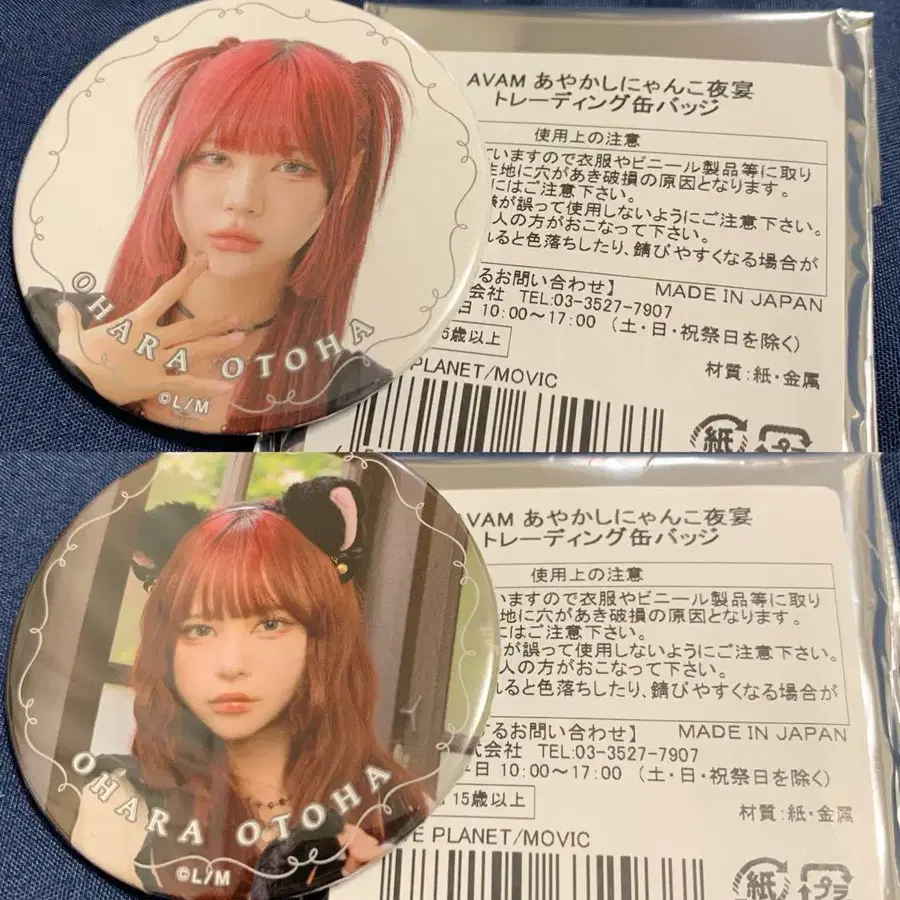 OHARA OTOHA
©L/M
AVAM あやかしにゃんこ夜宴
トレーディング缶バッジ
使用上の注意
ていますので衣服やビニール製品等に取り
生地に穴があき破損の原因となります。
にはご注意下さい。
が誤って使用しないようにご注意下さい。
人の方がおこなって下さい。
れると色落ちしたり、錆びやすくなる場合が
するお問い合わせ】 MADE IN JAPAN
会社 TEL:03-3527-7907
日 10:00～17:00 （土・日・祝祭日を除く）
5歳以上
PLANET/MOVIC
材質:紙・金属
紙
プラ
OHARA OTOHA
©L/M
VAM あやかしにゃんこ夜宴
トレーディング缶バッジ
使用上の注意
いますので衣服やビニール製品等に取り
地に穴があき破損の原因となります。
にはご注意下さい。
が誤って使用しないようにご注意下さい。
人の方がおこなって下さい。
れると色落ちしたり、錆びやすくなる場合が
するお問い合わせ】 MADE IN JAPAN
式会社 TEL:03-3527-7907
日 10:00～17:00 （土・日・祝祭日を除く）
15歳以上
VE PLANET/MOVIC
材質:紙・金属
紙
プラ